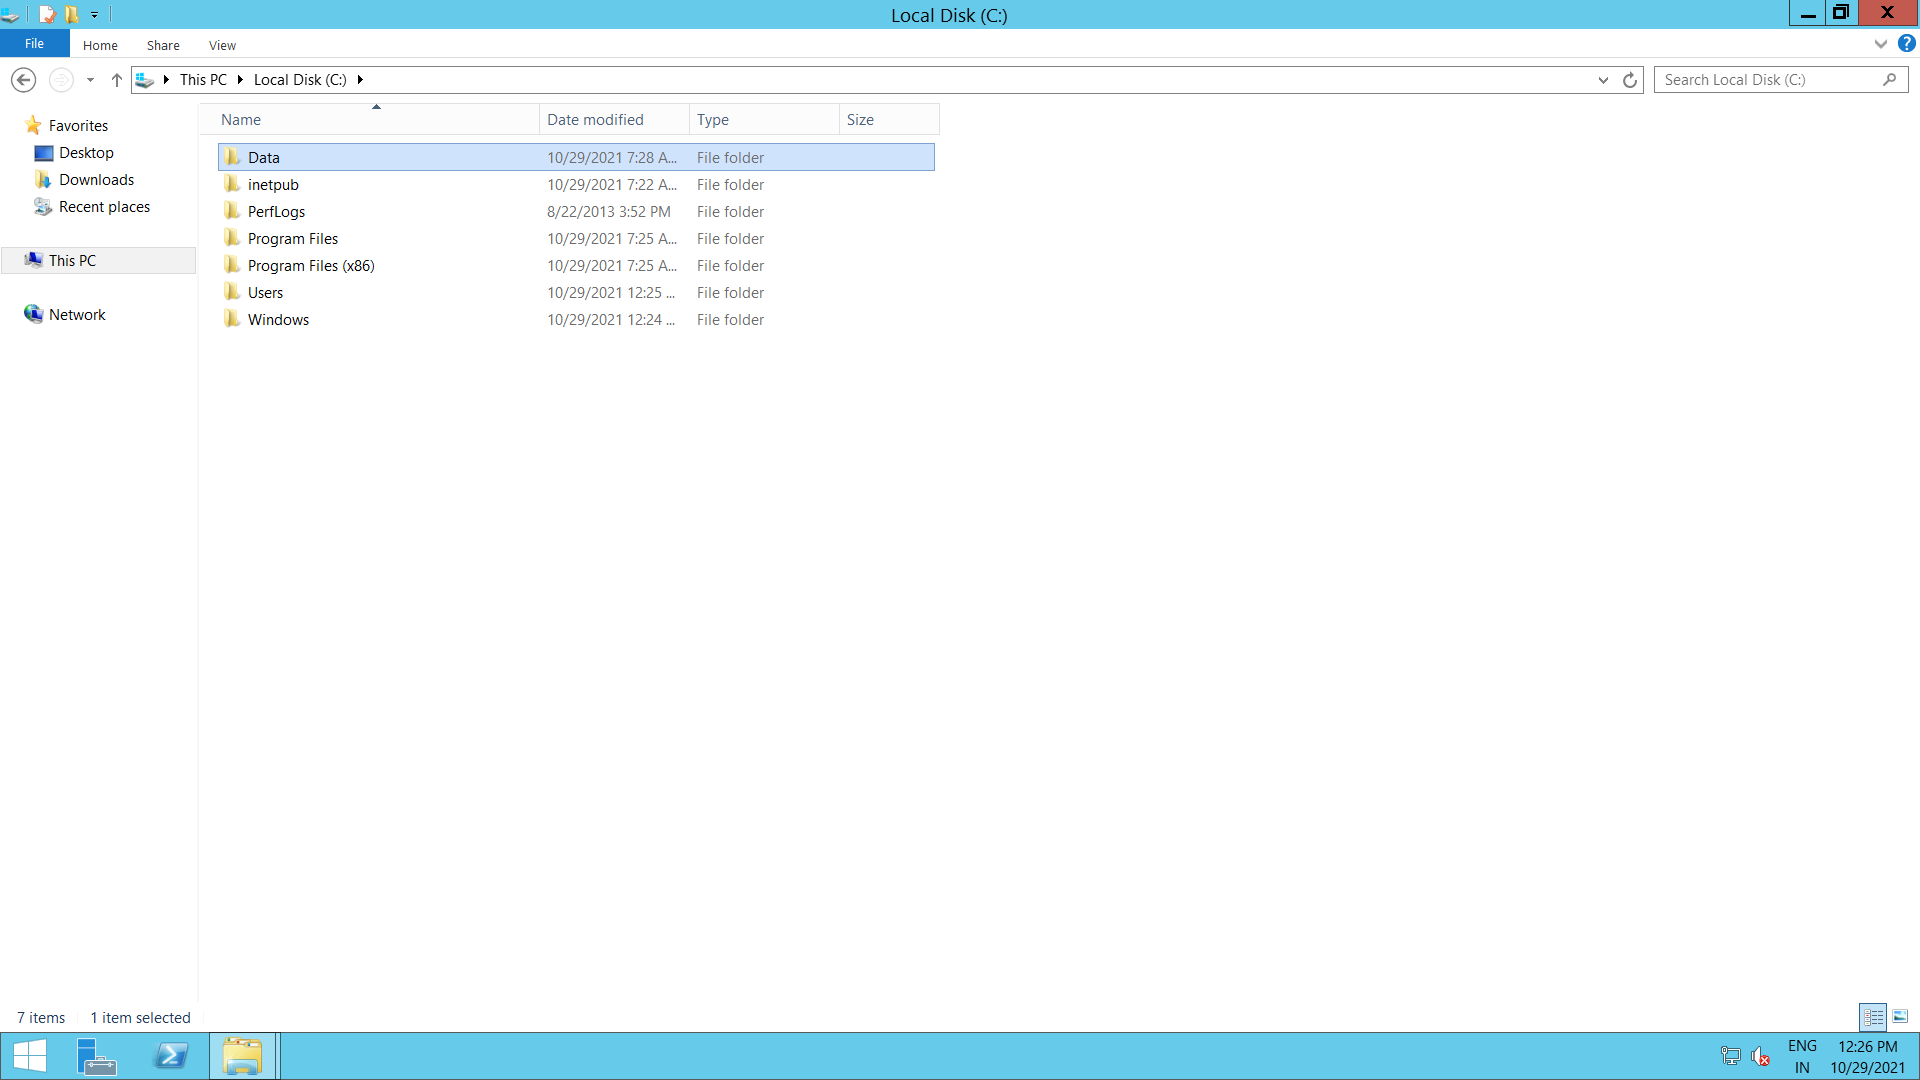 Local Disk (C:)
File Home Share View
This PC Local Disk (C:) Search Local Disk (C:)
Favorites
Desktop
Downloads
Recent places
This PC
Network
Name Date modified Type Size
Data 10/29/2021 7:28 A... File folder
inetpub 10/29/2021 7:22 A... File folder
PerfLogs 8/22/2013 3:52 PM File folder
Program Files 10/29/2021 7:25 A... File folder
Program Files (x86) 10/29/2021 7:25 A... File folder
Users 10/29/2021 12:25 ... File folder
Windows 10/29/2021 12:24 ... File folder
7 items 1 item selected
ENG 12:26 PM
IN 10/29/2021